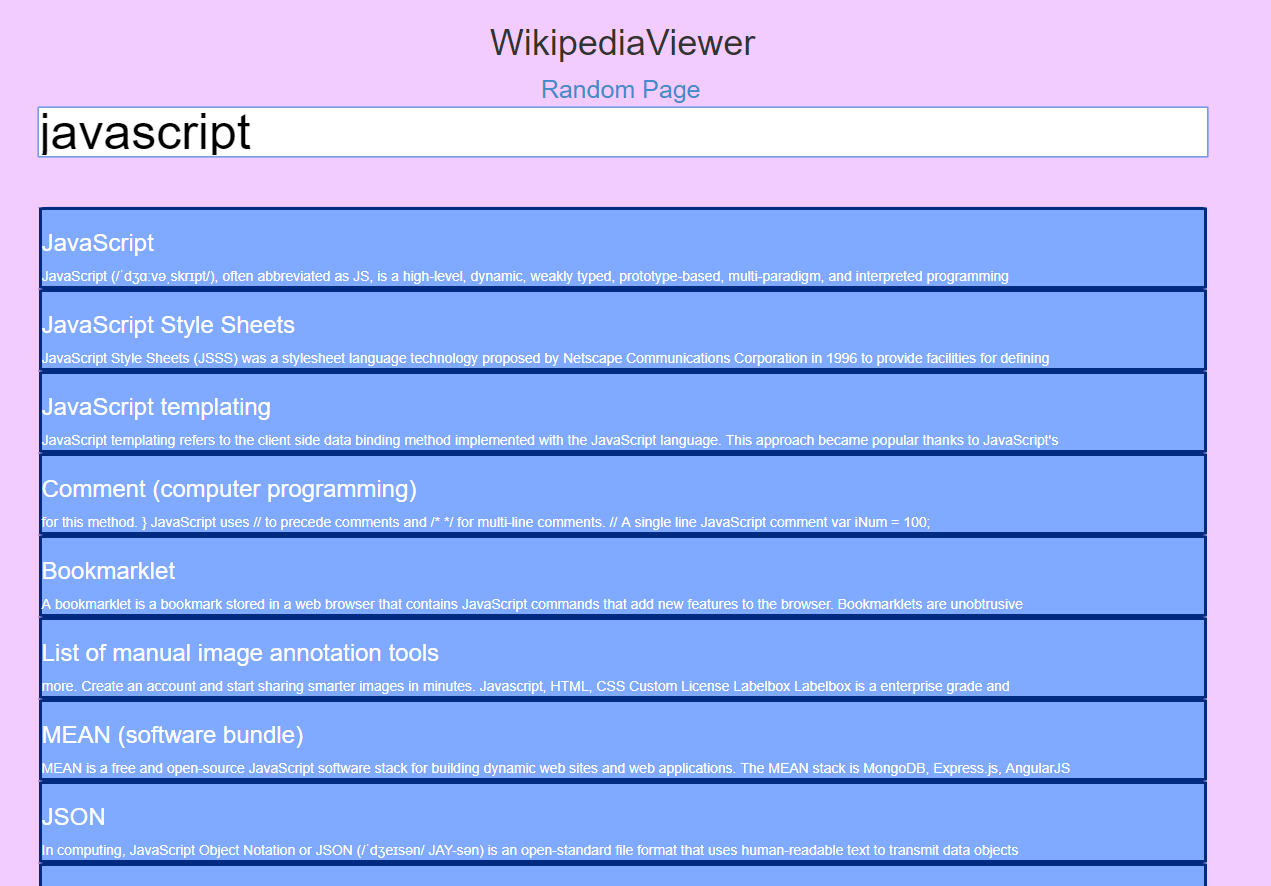 WikipediaViewer
Random Page
javascript
JavaScript
JavaScript (/ˈdʒɑːvəˌskrɪpt/), often abbreviated as JS, is a high-level, dynamic, weakly typed, prototype-based, multi-paradigm, and interpreted programming
JavaScript Style Sheets
JavaScript Style Sheets (JSSS) was a stylesheet language technology proposed by Netscape Communications Corporation in 1996 to provide facilities for defining
JavaScript templating
JavaScript templating refers to the client side data binding method implemented with the JavaScript language. This approach became popular thanks to JavaScript's
Comment (computer programming)
for this method. } JavaScript uses // to precede comments and /* */ for multi-line comments. // A single line JavaScript comment var iNum = 100;
Bookmarklet
A bookmarklet is a bookmark stored in a web browser that contains JavaScript commands that add new features to the browser. Bookmarklets are unobtrusive
List of manual image annotation tools
more. Create an account and start sharing smarter images in minutes. Javascript, HTML, CSS Custom License Labelbox Labelbox is a enterprise grade and
MEAN (software bundle)
MEAN is a free and open-source JavaScript software stack for building dynamic web sites and web applications. The MEAN stack is MongoDB, Express.js, AngularJS
JSON
In computing, JavaScript Object Notation or JSON (/ˈdʒeɪsən/ JAY-sən) is an open-standard file format that uses human-readable text to transmit data objects